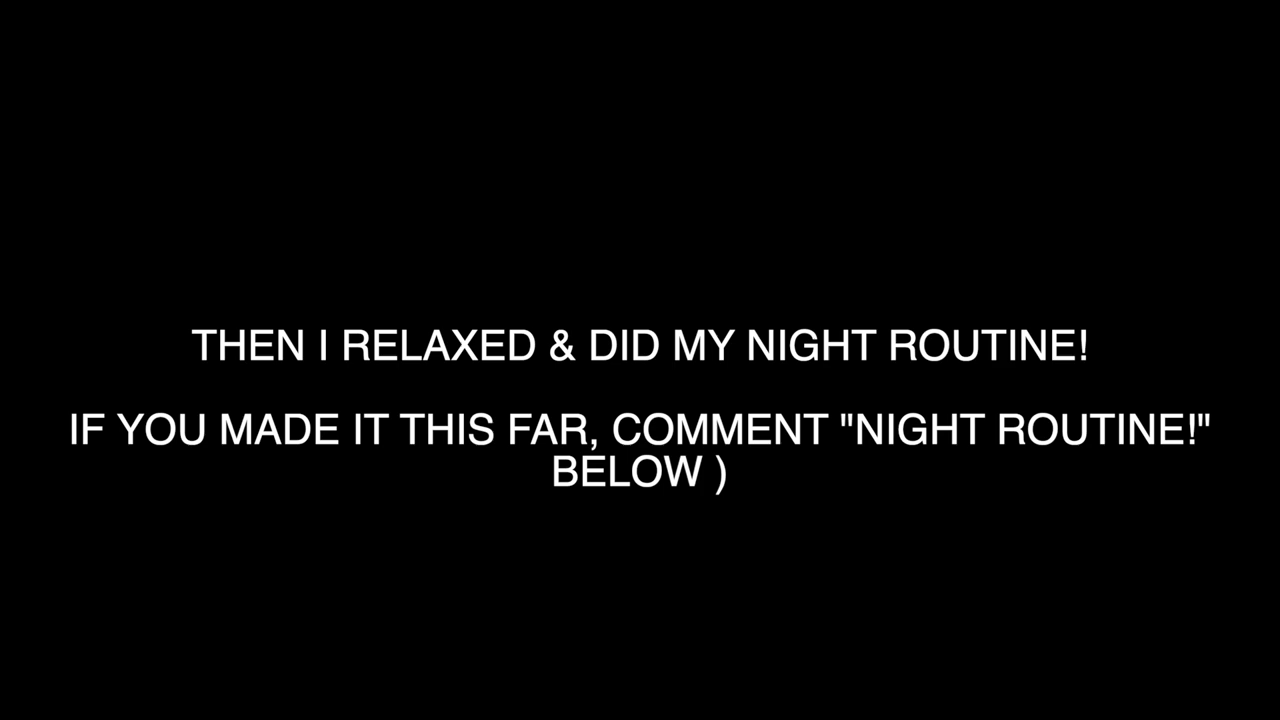 THEN I RELAXED & DID MY NIGHT ROUTINE!
IF YOU MADE IT THIS FAR, COMMENT "NIGHT ROUTINE!"
BELOW )